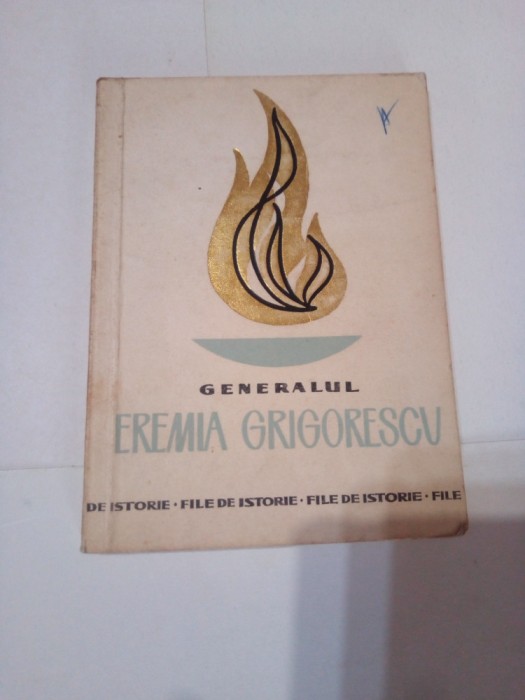 GENERALUL
EREMIA GRIGORESCU
DE ISTORIE • FILE DE ISTORIE • FILE DE ISTORIE • FILE